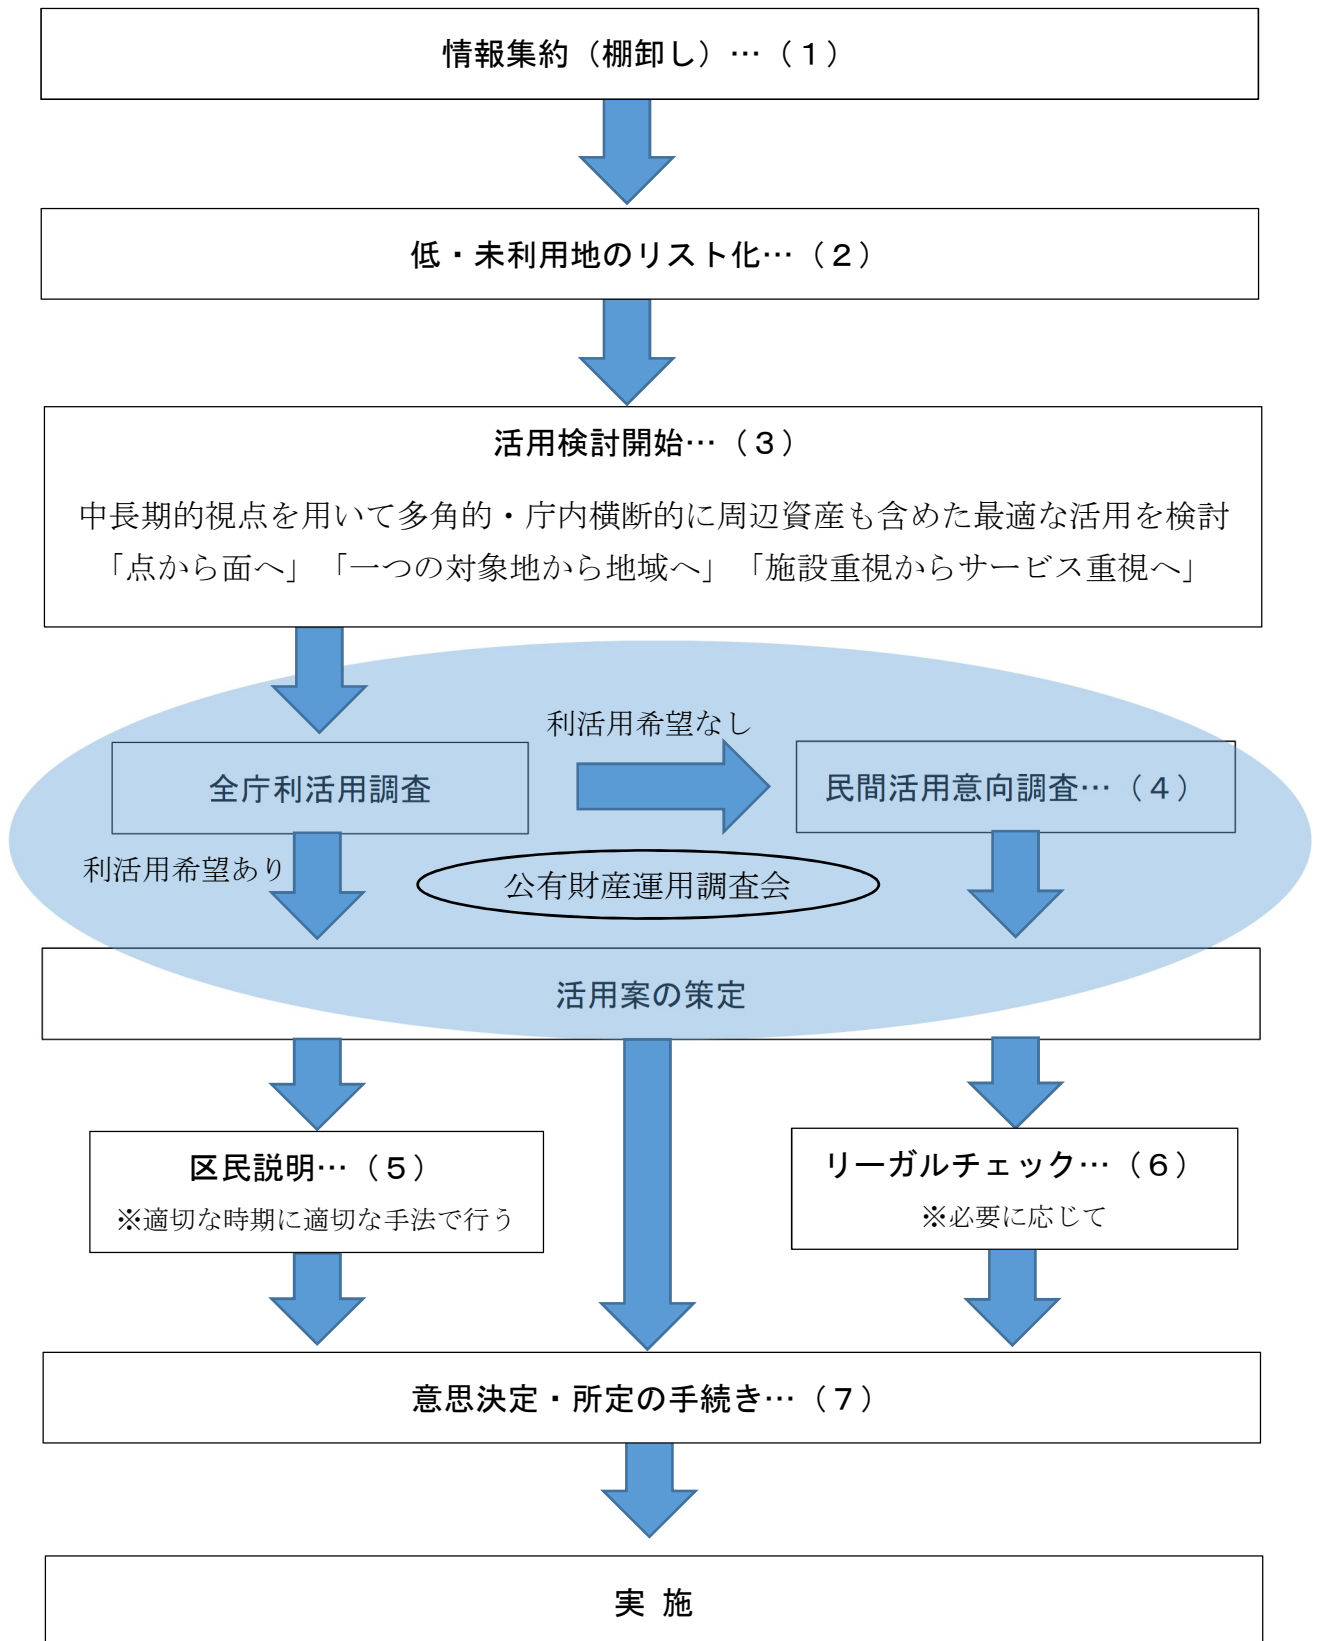 情報集約（棚卸し）…（１）
低・未利用地のリスト化…（２）
活用検討開始…（３）
中長期的視点を用いて多角的・庁内横断的に周辺資産も含めた最適な活用を検討
「点から面へ」「一つの対象地から地域へ」「施設重視からサービス重視へ」
利活用希望なし
全庁利活用調査
民間活用意向調査…（４）
利活用希望あり
公有財産運用調査会
活用案の策定
区民説明…（５）
※適切な時期に適切な手法で行う
リーガルチェック…（６）
※必要に応じて
意思決定・所定の手続き…（７）
実 施